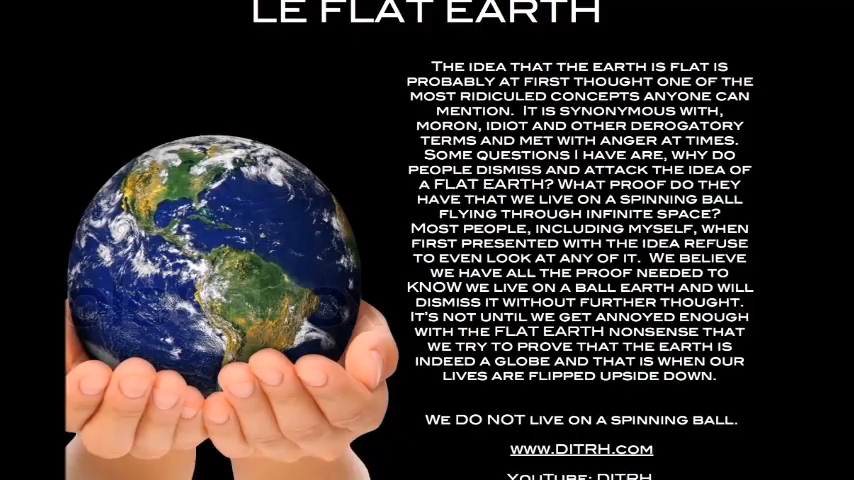 LE FLAT EARTH
THE IDEA THAT THE EARTH IS FLAT IS
PROBABLY AT FIRST THOUGHT ONE OF THE
MOST RIDICULED CONCEPTS ANYONE CAN
MENTION. IT IS SYNONYMOUS WITH,
MORON, IDIOT AND OTHER DEROGATORY
TERMS AND MET WITH ANGER AT TIMES.
SOME QUESTIONS I HAVE ARE, WHY DO
PEOPLE DISMISS AND ATTACK THE IDEA OF
A FLAT EARTH? WHAT PROOF DO THEY
HAVE THAT WE LIVE ON A SPINNING BALL
FLYING THROUGH INFINITE SPACE?
MOST PEOPLE, INCLUDING MYSELF, WHEN
FIRST PRESENTED WITH THE IDEA REFUSE
TO EVEN LOOK AT ANY OF IT. WE BELIEVE
WE HAVE ALL THE PROOF NEEDED TO
KNOW WE LIVE ON A BALL EARTH AND WILL
DISMISS IT WITHOUT FURTHER THOUGHT.
IT'S NOT UNTIL WE GET ANNOYED ENOUGH
WITH THE FLAT EARTH NONSENSE THAT
WE TRY TO PROVE THAT THE EARTH IS
INDEED A GLOBE AND THAT IS WHEN OUR
LIVES ARE FLIPPED UPSIDE DOWN.
WE DO NOT LIVE ON A SPINNING BALL.
WWW.DITRH.COM
YOUTUBE: DITRH